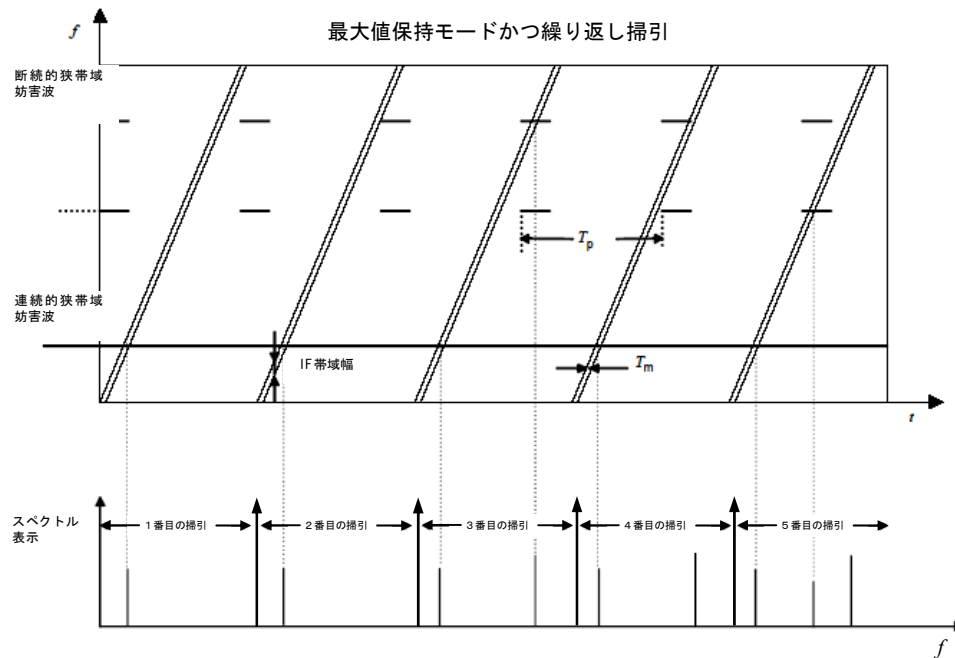 最大値保持モードかつ繰り返し掃引
f
断続的狭帯域
妨害波
Tp
連続的狭帯域
妨害波
IF帯域幅
Tm
t
スペクトル
表示
1番目の掃引
2番目の掃引
3番目の掃引
4番目の掃引
5番目の掃引
f